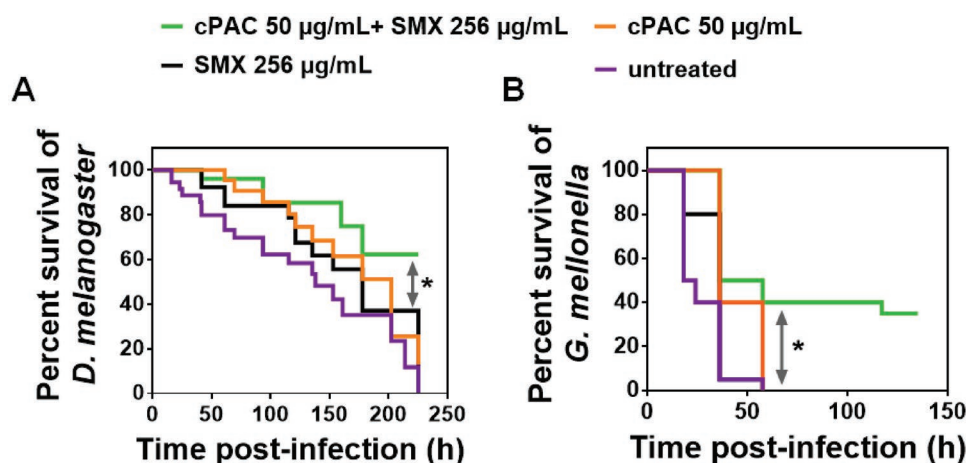 cPAC 50 µg/mL+ SMX 256 µg/mL
cPAC 50 µg/mL
SMX 256 µg/mL
untreated
A
Percent survival of
D. melanogaster
100
80
60
40
20
0
*
0 50 100 150 200 250
Time post-infection (h)
B
Percent survival of
G. mellonella
100
80
60
40
20
0
*
0 50 100 150
Time post-infection (h)